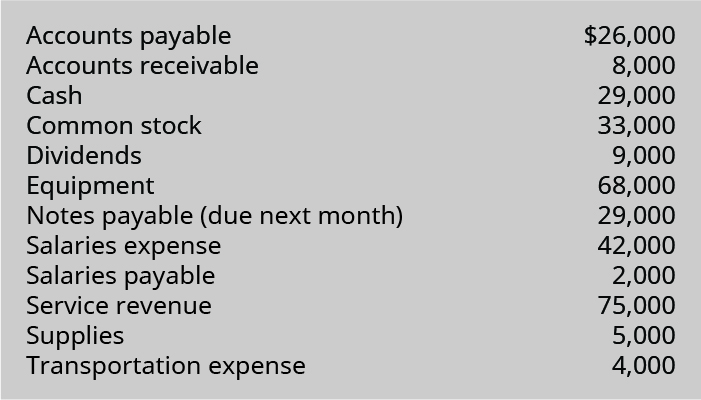 Accounts payable $26,000
Accounts receivable 8,000
Cash 29,000
Common stock 33,000
Dividends 9,000
Equipment 68,000
Notes payable (due next month) 29,000
Salaries expense 42,000
Salaries payable 2,000
Service revenue 75,000
Supplies 5,000
Transportation expense 4,000